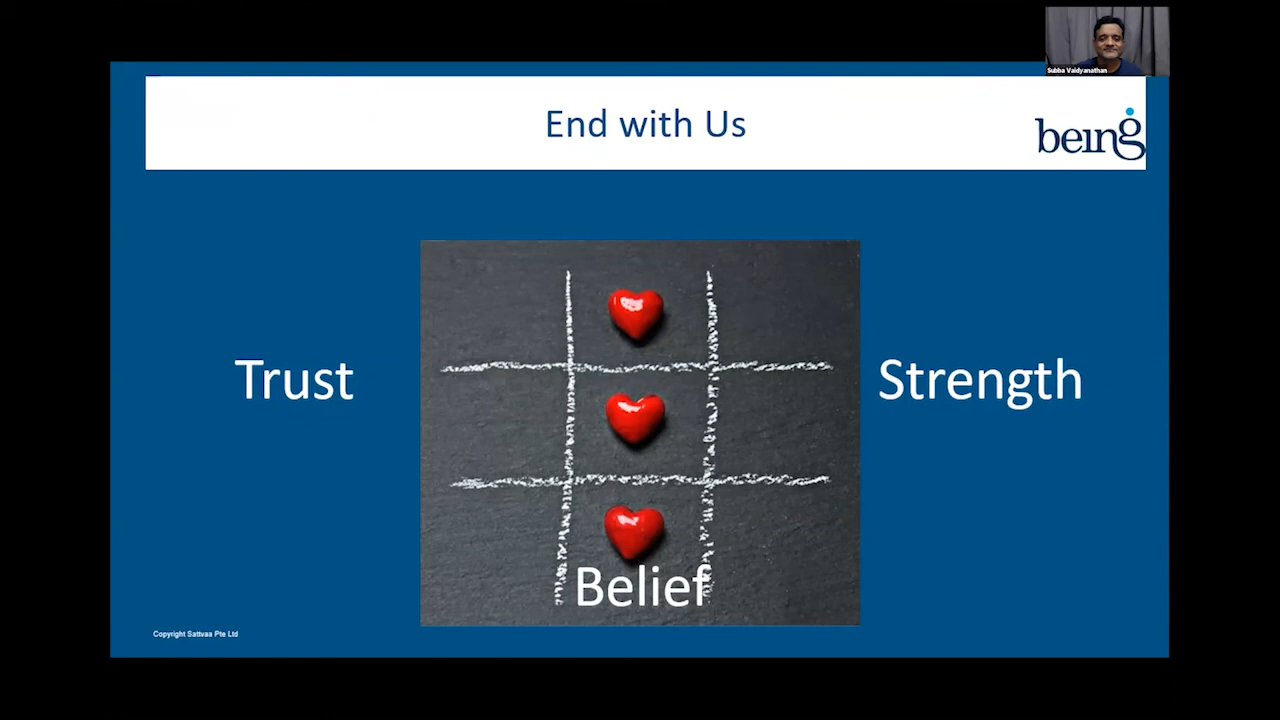 Subba Vaidyanathan
End with Us
being
Trust
Strength
Belief
Copyright Sattvaa Pte Ltd